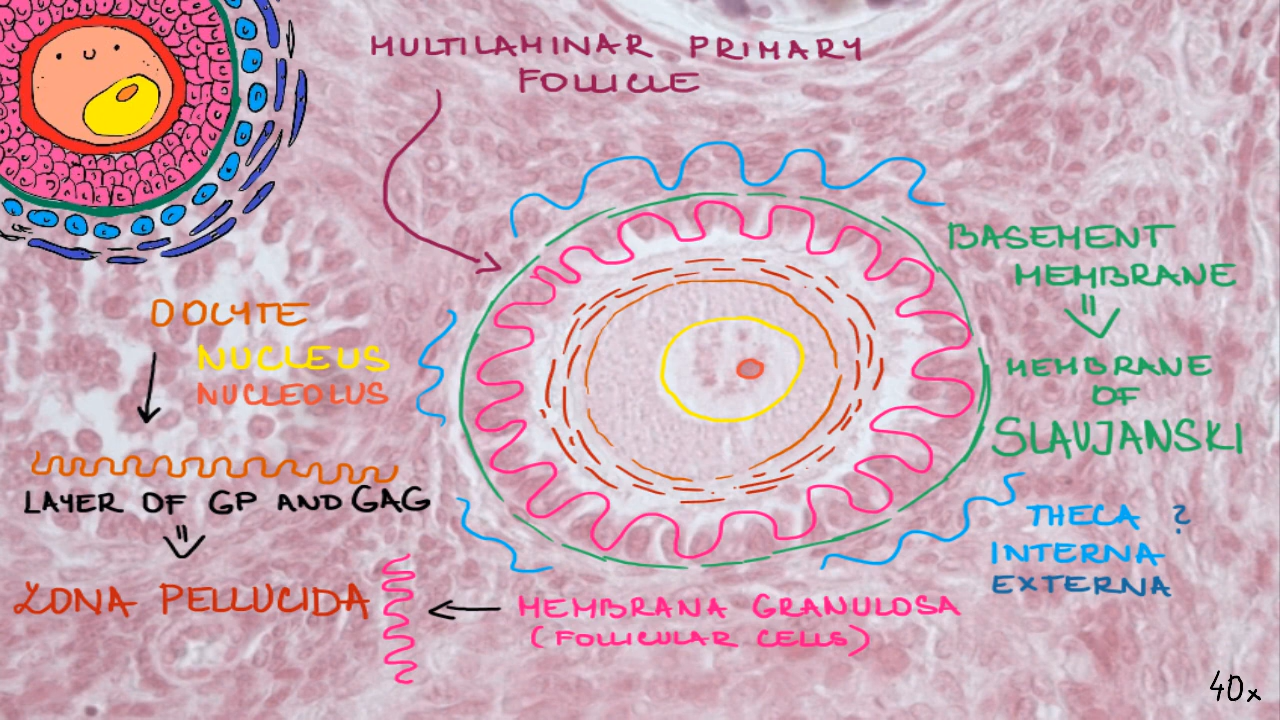 MULTILAMINAR PRIMARY
FOLLICLE
BASEMENT
MEMBRANE
MEMBRANE
OF
SLAVJANSKI
OOLYTE
NUCLEUS
NUCLEOLUS
LAYER OF GP AND GAG
ZONA PELLUCIDA
THECA ?
INTERNA
EXTERNA
MEMBRANA GRANULOSA
(FOLLICULAR CELLS)
40x